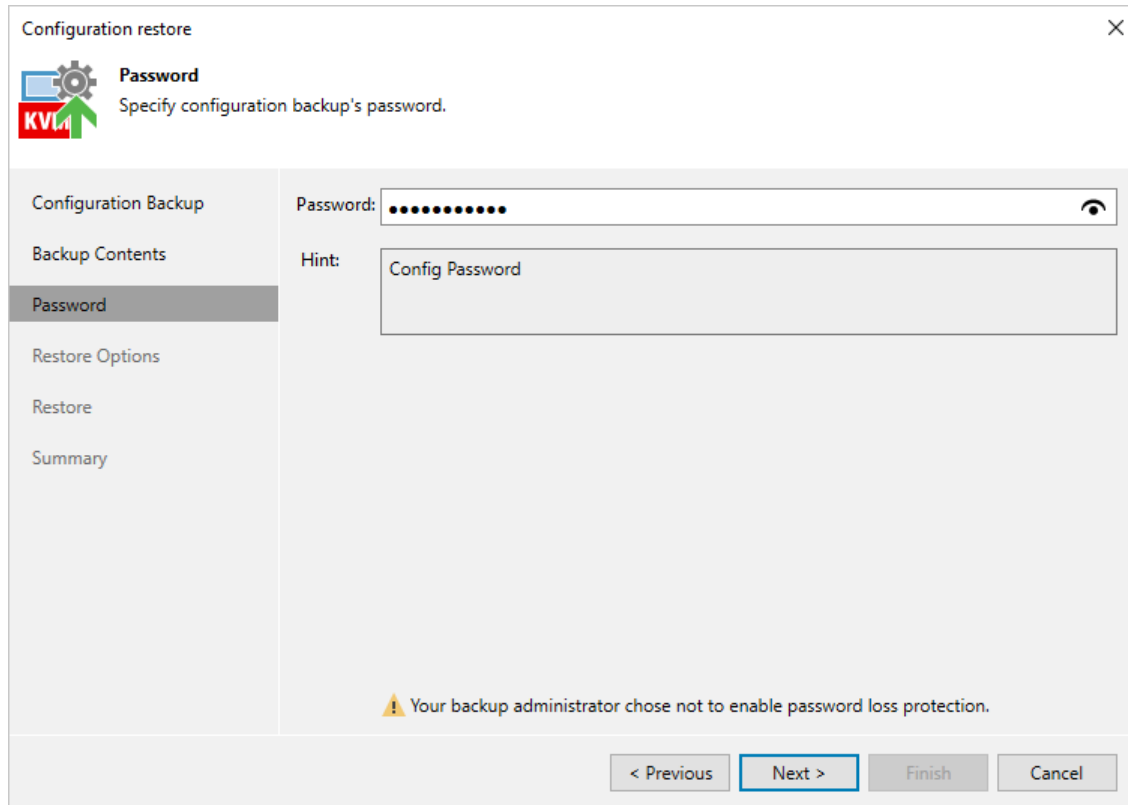 Configuration restore
Password
Specify configuration backup's password.
KVM
Configuration Backup
Backup Contents
Password
Restore Options
Restore
Summary
Password: ●●●●●●●●●●●
Hint:
Config Password
Your backup administrator chose not to enable password loss protection.
< Previous
Next >
Finish
Cancel